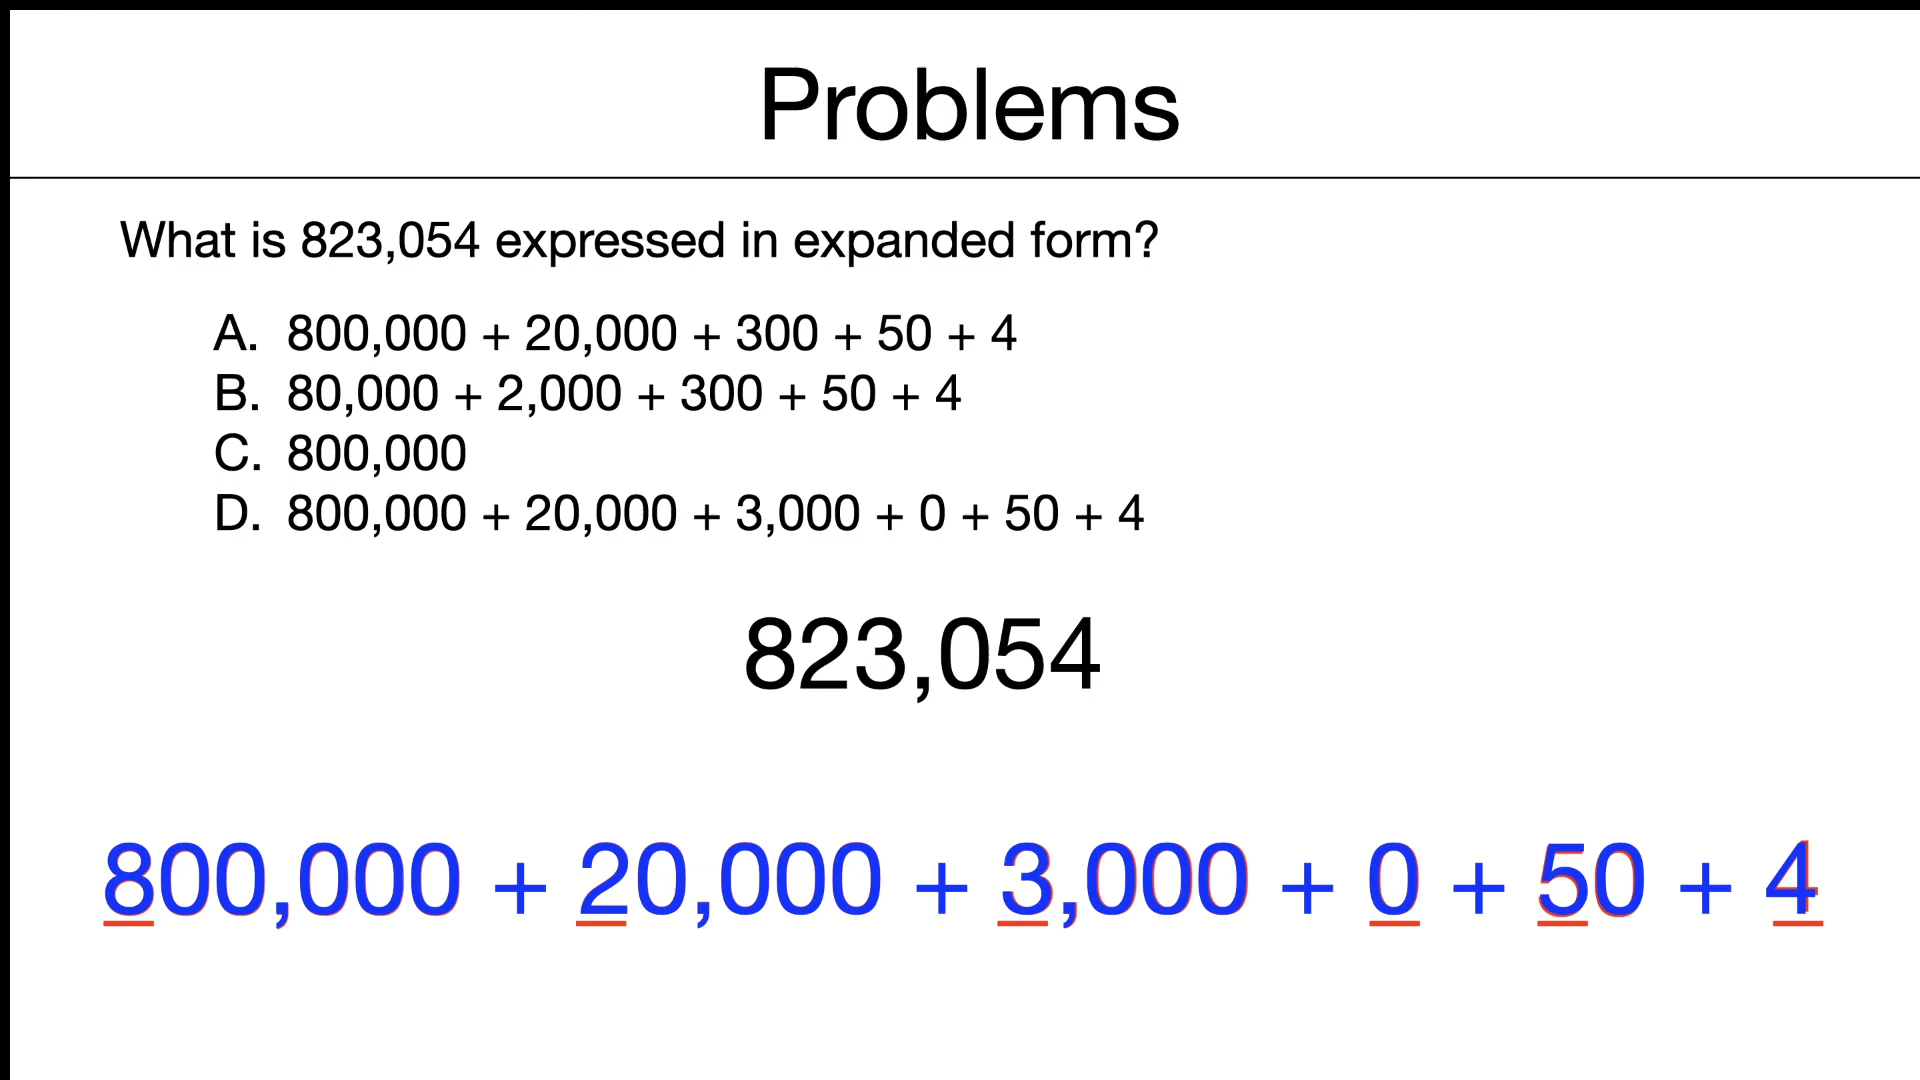 Problems
What is 823,054 expressed in expanded form?
A. 800,000 + 20,000 + 300 + 50 + 4
B. 80,000 + 2,000 + 300 + 50 + 4
C. 800,000
D. 800,000 + 20,000 + 3,000 + 0 + 50 + 4
823,054
800,000 + 20,000 + 3,000 + 0 + 50 + 4